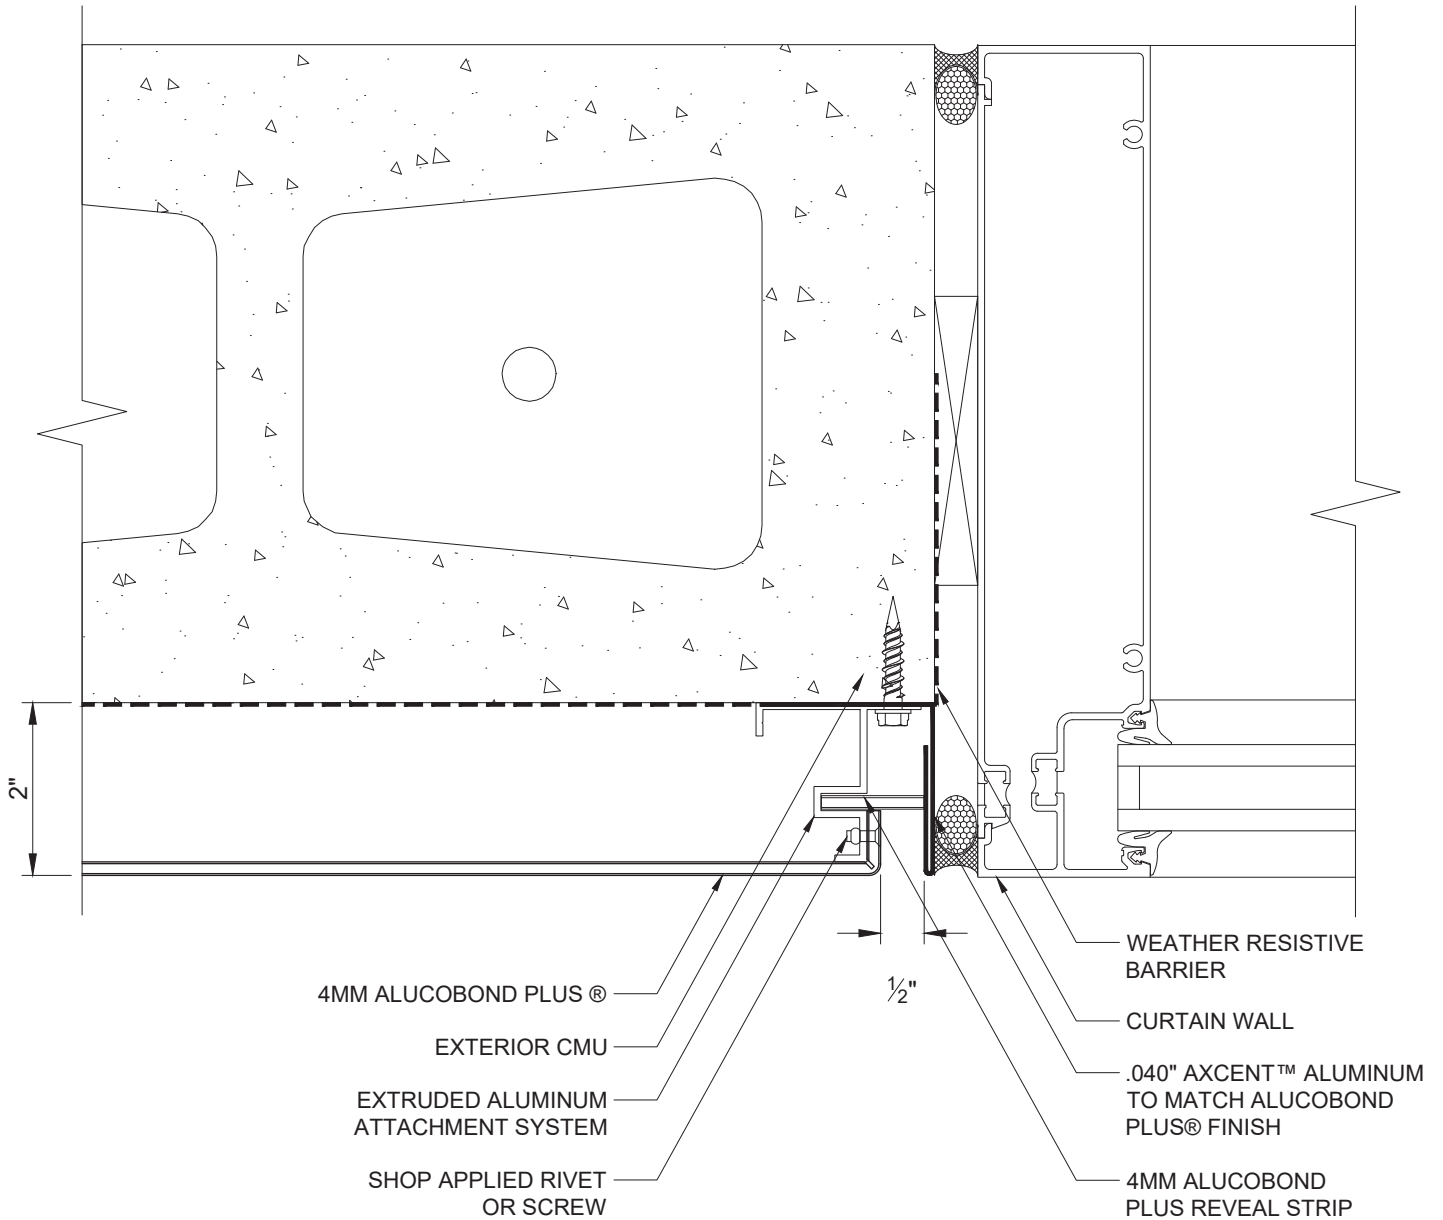 2"
½"
4MM ALUCOBOND PLUS ®
EXTERIOR CMU
EXTRUDED ALUMINUM
ATTACHMENT SYSTEM
SHOP APPLIED RIVET
OR SCREW
WEATHER RESISTIVE
BARRIER
CURTAIN WALL
.040" AXCENT™ ALUMINUM
TO MATCH ALUCOBOND
PLUS® FINISH
4MM ALUCOBOND
PLUS REVEAL STRIP